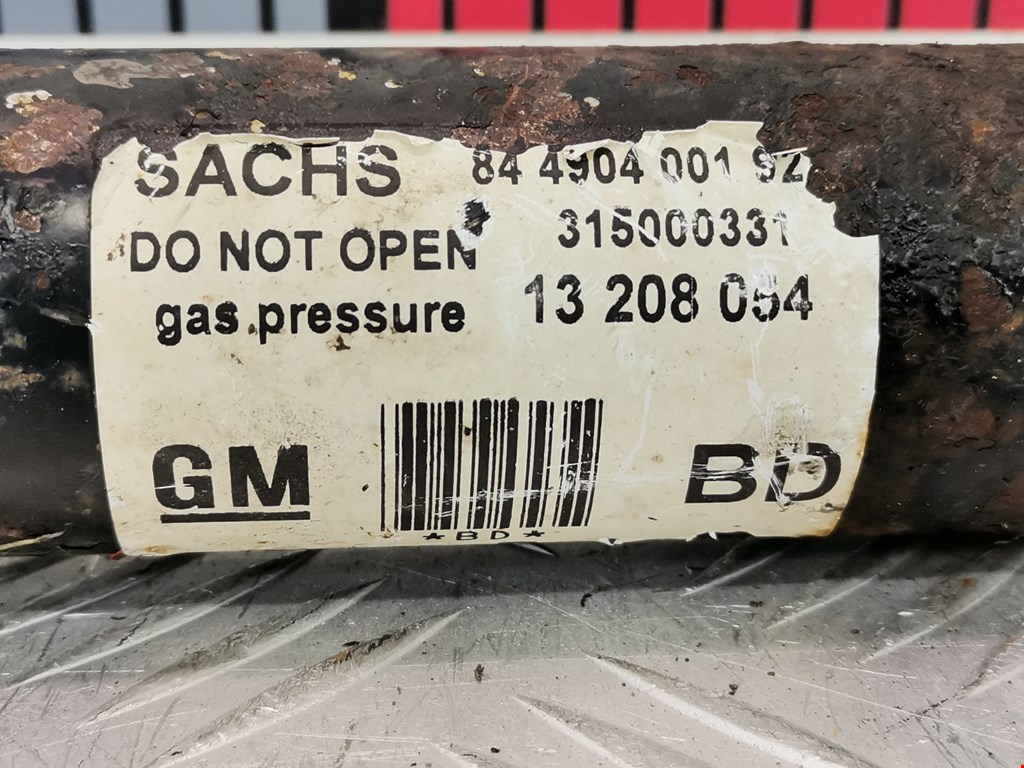 SACHS 84 4904 001 92
DO NOT OPEN 315000331
gas pressure 13 208 054
GM BD
*BD*